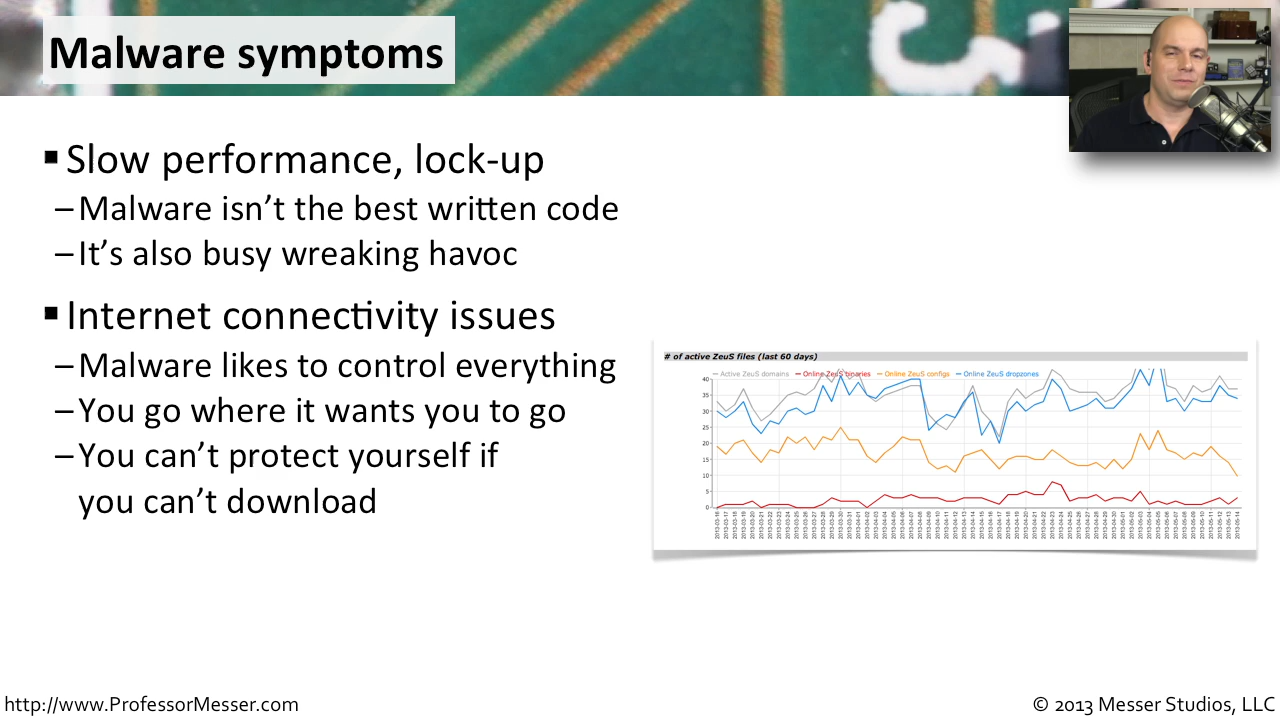 Malware symptoms
▪ Slow performance, lock-up
– Malware isn’t the best written code
– It’s also busy wreaking havoc
▪ Internet connectivity issues
– Malware likes to control everything
– You go where it wants you to go
– You can’t protect yourself if
you can’t download
# of active ZeuS files (last 60 days)
Active ZeuS domains Online ZeuS binaries Online ZeuS configs Online ZeuS dropzones
40
35
30
25
20
15
10
5
0
http://www.ProfessorMesser.com
© 2013 Messer Studios, LLC